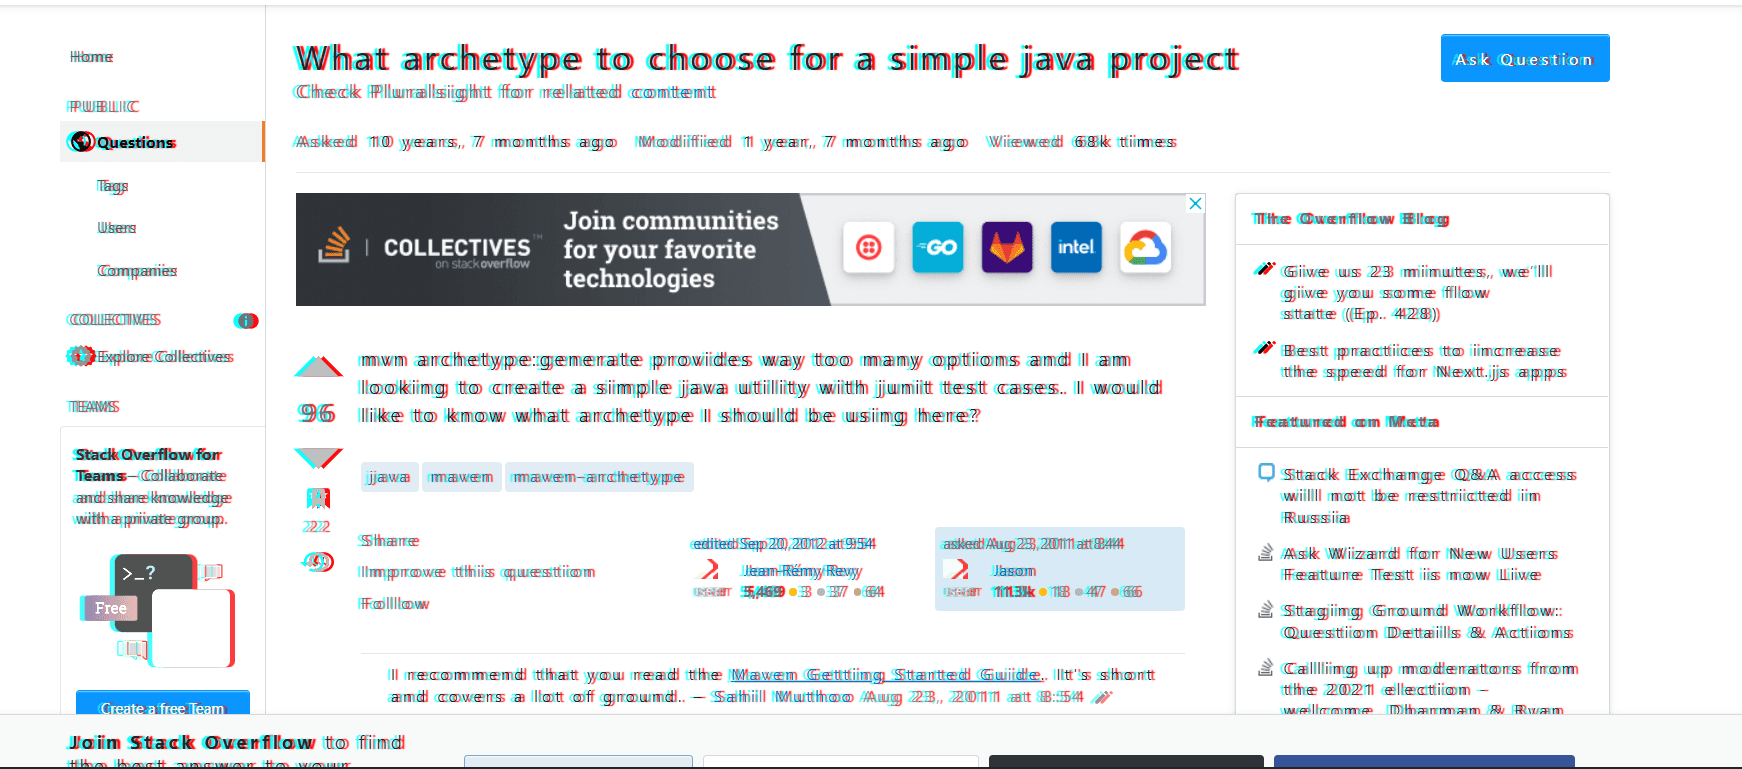 Home
PUBLIC
Questions
Tags
Users
Companies
COLLECTIVES
Explore Collectives
TEAMS
Stack Overflow for
Teams – Collaborate
and share knowledge
with a private group.
>_?
Free
Create a free Team
What archetype to choose for a simple java project
Check Pluralsight for related content
Ask Question
Asked 10 years, 7 months ago Modified 1 year, 7 months ago Viewed 68k times
COLLECTIVES™
on stackoverflow
Join communities
for your favorite
technologies
GO
intel
mvn archetype:generate provides way too many options and I am
looking to create a simple java utility with junit test cases. I would
like to know what archetype I should be using here?
96
22
java maven maven-archetype
Share
Improve this question
Follow
edited Sep 20, 2012 at 9:54
Jean-Rémy Revy
5,469 3 37 64
asked Aug 23, 2011 at 8:44
Jason
11.3k 18 47 66
I recommend that you read the Maven Getting Started Guide. It's short
and covers a lot of ground. – Sahil Muthoo Aug 23, 2011 at 8:54
The Overflow Blog
Give us 23 minutes, we'll
give you some flow
state (Ep. 428)
Best practices to increase
the speed for Next.js apps
Featured on Meta
Stack Exchange Q&A access
will not be restricted in
Russia
Ask Wizard for New Users
Feature Test is now Live
Staging Ground Workflow:
Question Details & Actions
Calling up moderators from
the 2021 election –
welcome Dharman & Ryan
Join Stack Overflow to find
the best answer to your